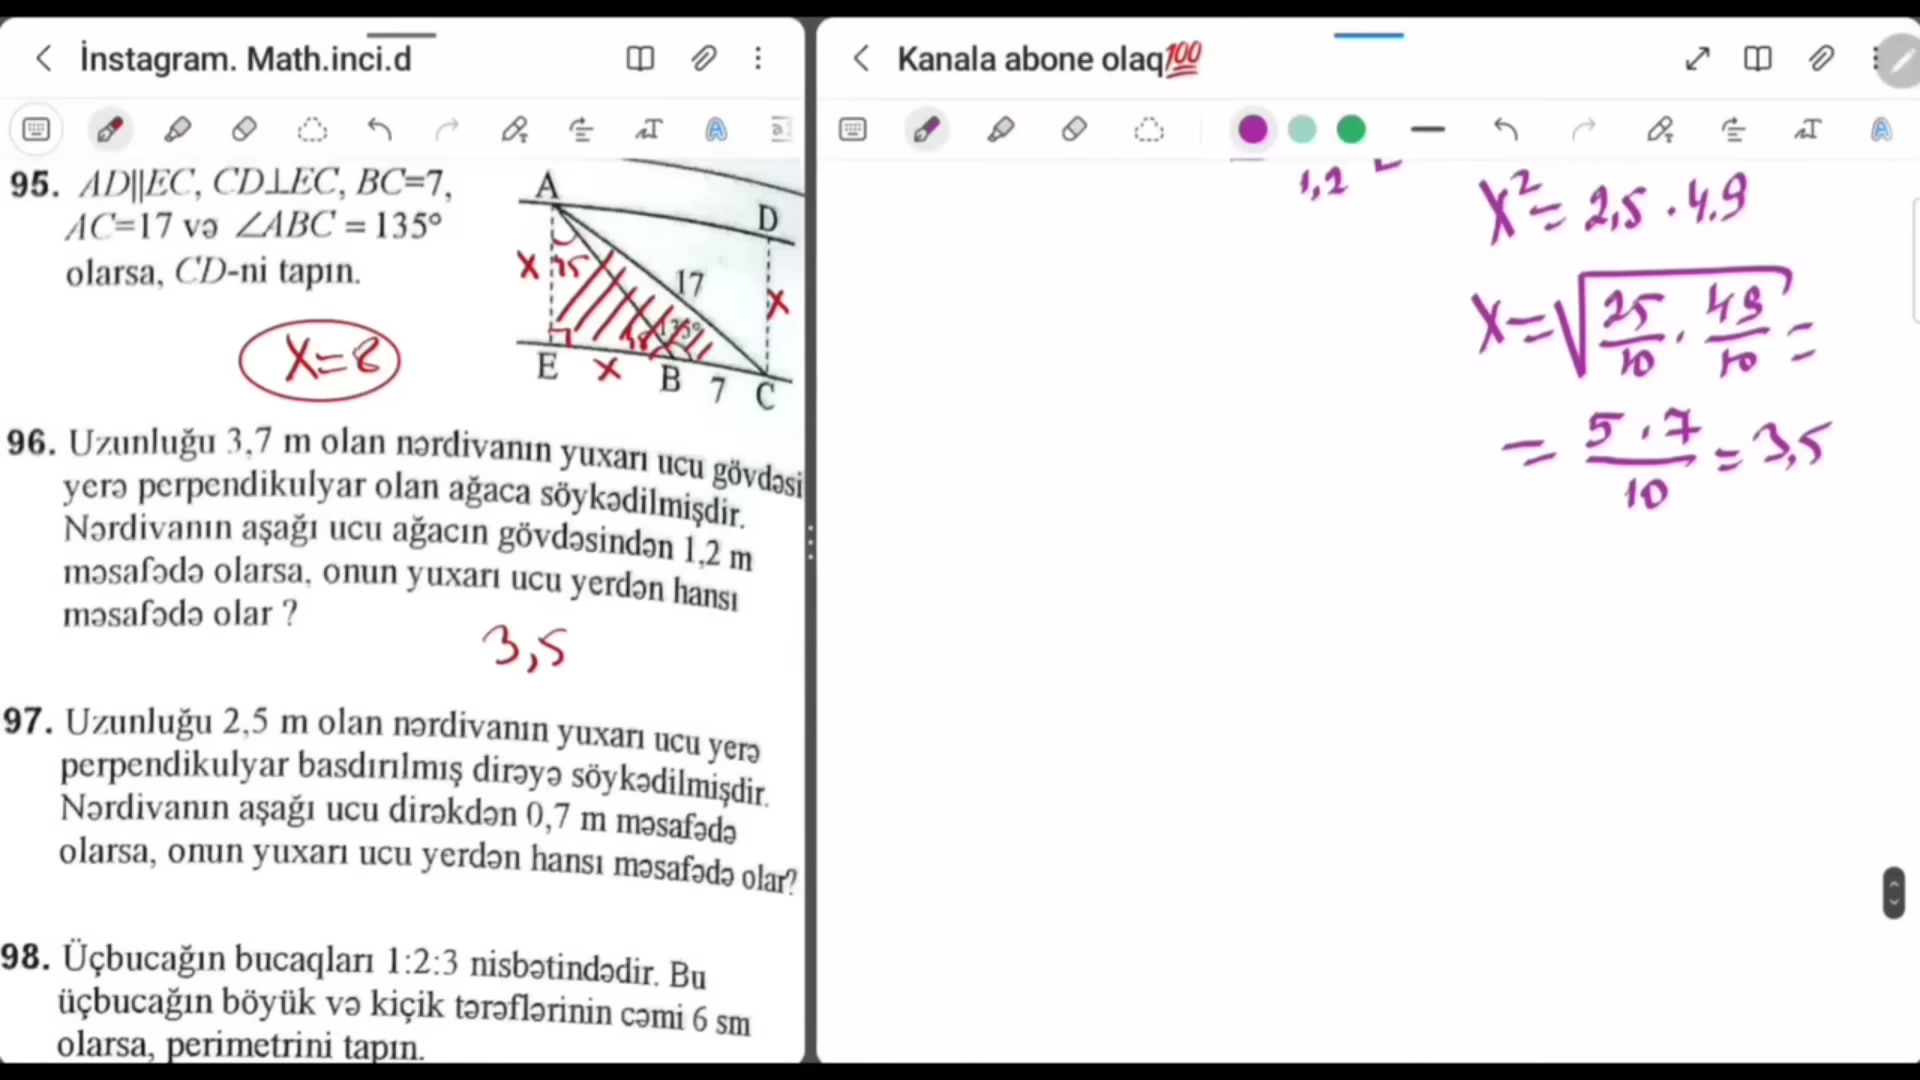 İnstagram. Math.inci.d
95. AD||EC, CD⊥EC, BC=7,
AC=17 və ∠ABC = 135°
olarsa, CD-ni tapın.
A
D
x 45
17
x
45
135°
E x B 7 C
x=8
96. Uzunluğu 3,7 m olan nərdivanın yuxarı ucu gövdəsi
yerə perpendikulyar olan ağaca söykədilmişdir.
Nərdivanın aşağı ucu ağacın gövdəsindən 1,2 m
məsafədə olarsa, onun yuxarı ucu yerdən hansı
məsafədə olar ?
3,5
97. Uzunluğu 2,5 m olan nərdivanın yuxarı ucu yerə
perpendikulyar basdırılmış dirəyə söykədilmişdir.
Nərdivanın aşağı ucu dirəkdən 0,7 m məsafədə
olarsa, onun yuxarı ucu yerdən hansı məsafədə olar?
98. Üçbucağın bucaqları 1:2:3 nisbətindədir. Bu
üçbucağın böyük və kiçik tərəflərinin cəmi 6 sm
olarsa, perimetrini tapın.
Kanala abone olaq💯
1,2
x² = 2,5 · 4.9
x = √25/10 · 49/10 =
= 5·7/10 = 3,5